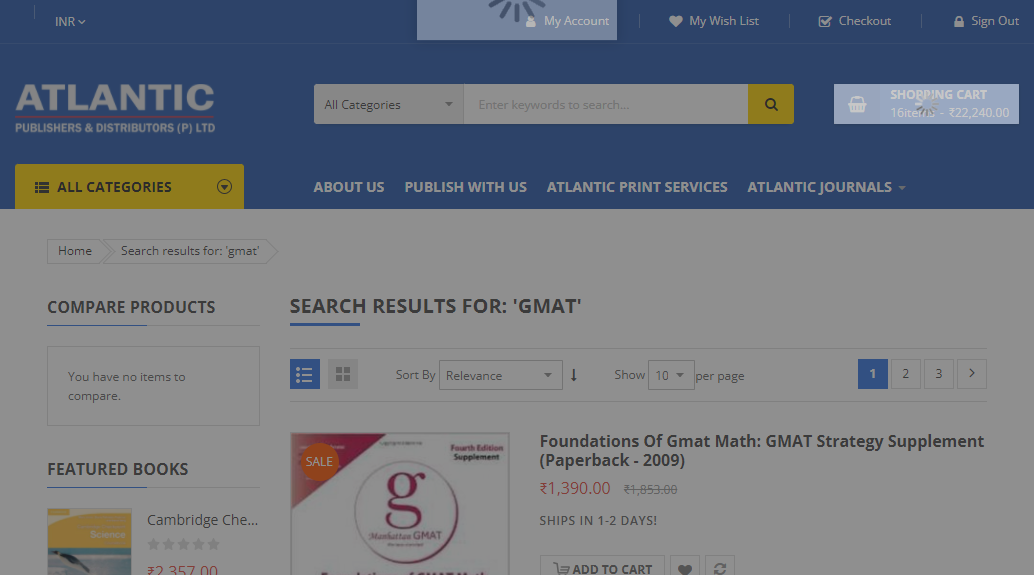 INR
My Account
My Wish List
Checkout
Sign Out
ATLANTIC
PUBLISHERS & DISTRIBUTORS (P) LTD
All Categories
Enter keywords to search...
SHOPPING CART
16items - ₹22,240.00
ALL CATEGORIES
ABOUT US
PUBLISH WITH US
ATLANTIC PRINT SERVICES
ATLANTIC JOURNALS
Home
Search results for: 'gmat'
COMPARE PRODUCTS
You have no items to
compare.
FEATURED BOOKS
Cambridge Che...
Science
₹2,357.00
SEARCH RESULTS FOR: 'GMAT'
Sort By
Relevance
Show
10
per page
1
2
3
SALE
Fourth Edition
Supplement
g
Manhattan GMAT
Foundations of GMAT Math
Foundations Of Gmat Math: GMAT Strategy Supplement
(Paperback - 2009)
₹1,390.00 ₹1,853.00
SHIPS IN 1-2 DAYS!
ADD TO CART